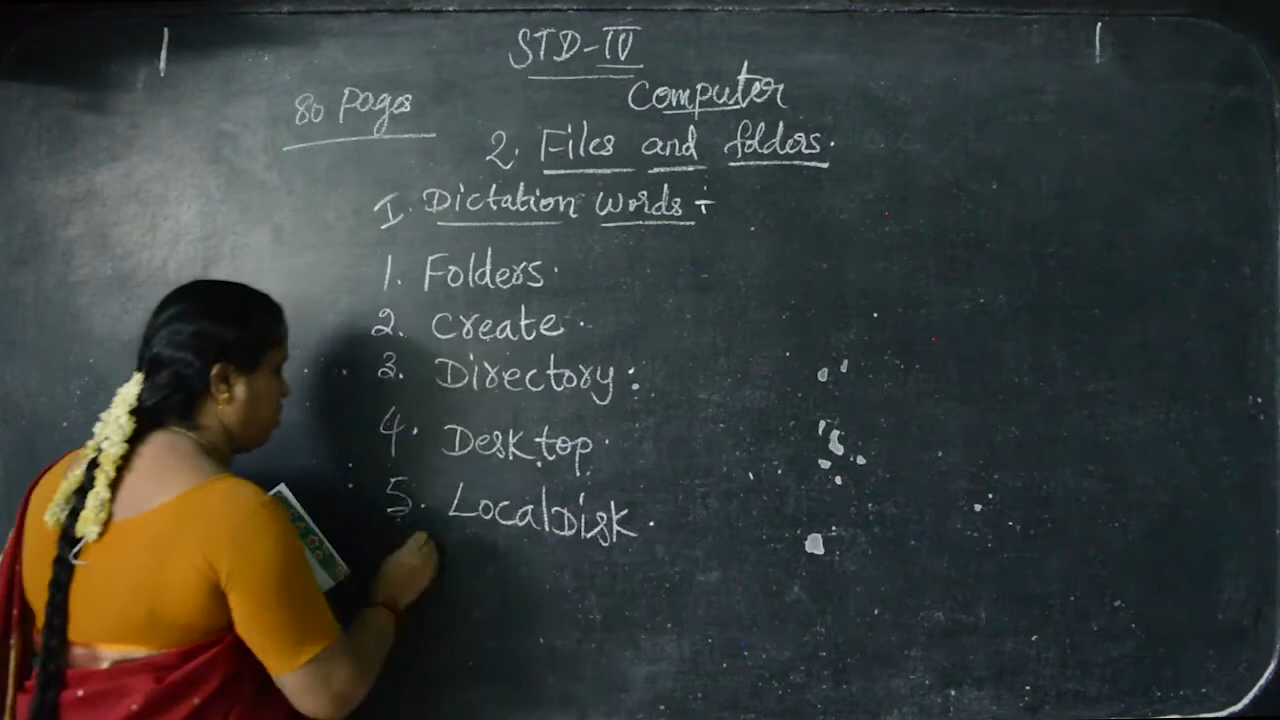 STD-IV
80 Pages
Computer
2. Files and folders.
I. Dictation words :-
1. Folders.
2. Create.
3. Directory.
4. Desktop.
5. LocalDisk.